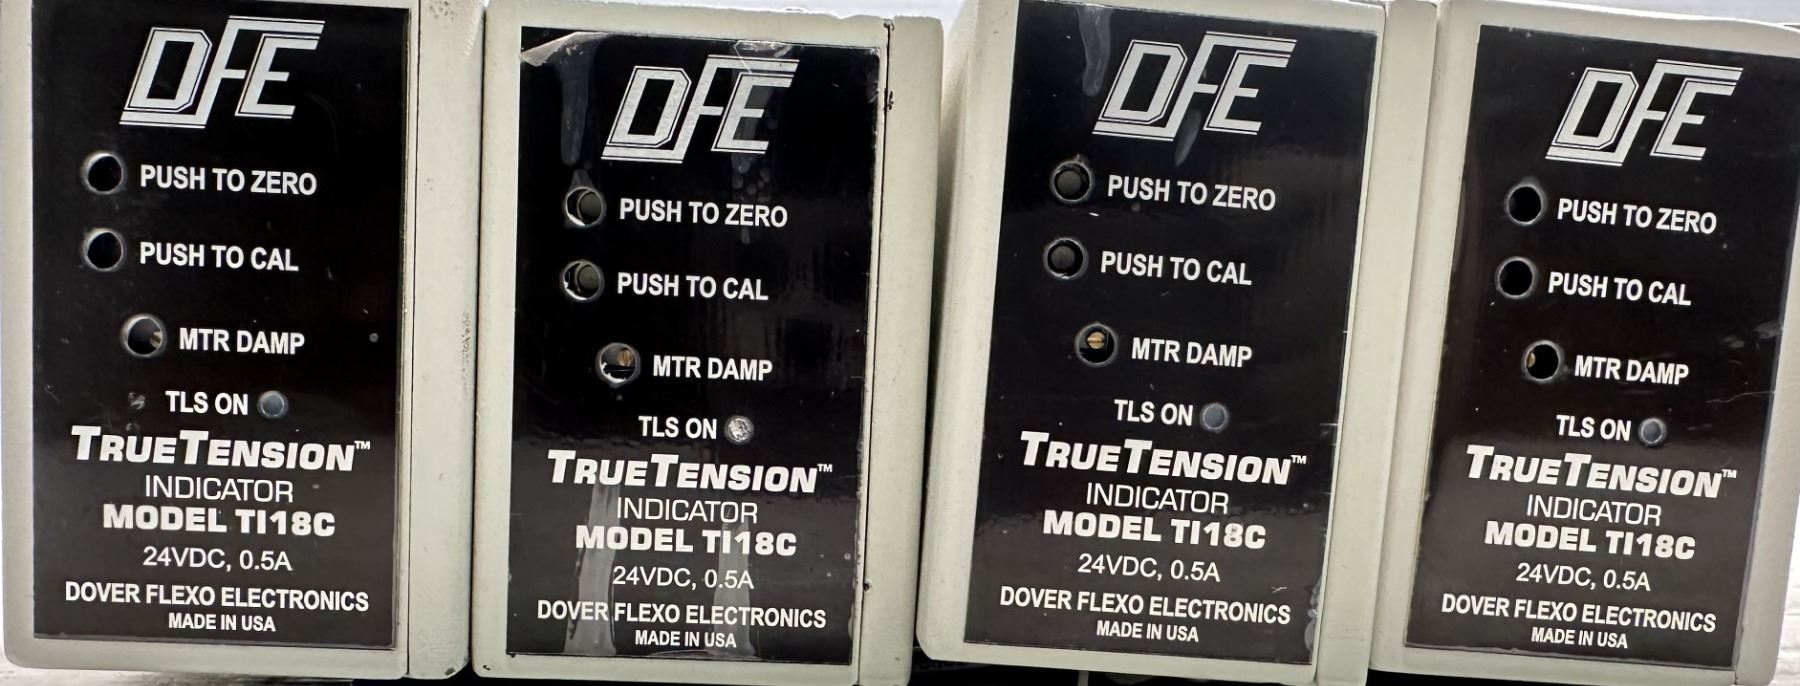 DFE
PUSH TO ZERO
PUSH TO CAL
MTR DAMP
TLS ON
TRUETENSION™
INDICATOR
MODEL TI18C
24VDC, 0.5A
DOVER FLEXO ELECTRONICS
MADE IN USA
DFE
PUSH TO ZERO
PUSH TO CAL
MTR DAMP
TLS ON
TRUETENSION™
INDICATOR
MODEL TI18C
24VDC, 0.5A
DOVER FLEXO ELECTRONICS
MADE IN USA
DFE
PUSH TO ZERO
PUSH TO CAL
MTR DAMP
TLS ON
TRUETENSION™
INDICATOR
MODEL TI18C
24VDC, 0.5A
DOVER FLEXO ELECTRONICS
MADE IN USA
DFE
PUSH TO ZERO
PUSH TO CAL
MTR DAMP
TLS ON
TRUETENSION™
INDICATOR
MODEL TI18C
24VDC, 0.5A
DOVER FLEXO ELECTRONICS
MADE IN USA